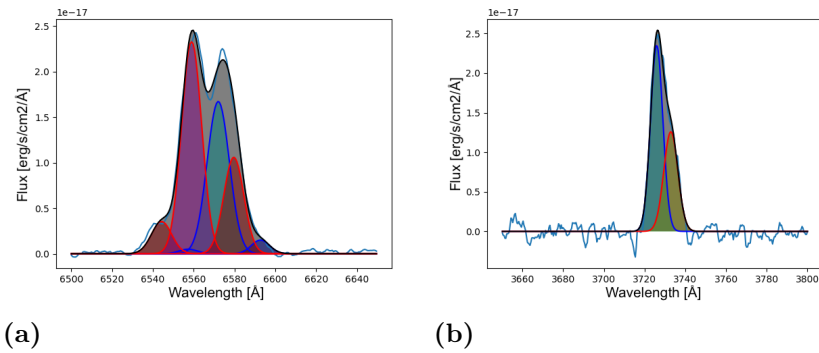 1e−17
2.5
2.0
1.5
1.0
0.5
0.0
Flux [erg/s/cm2/Å]
6500 6520 6540 6560 6580 6600 6620 6640
Wavelength [Å]
(a)
1e−17
2.5
2.0
1.5
1.0
0.5
0.0
Flux [erg/s/cm2/Å]
3660 3680 3700 3720 3740 3760 3780 3800
Wavelength [Å]
(b)